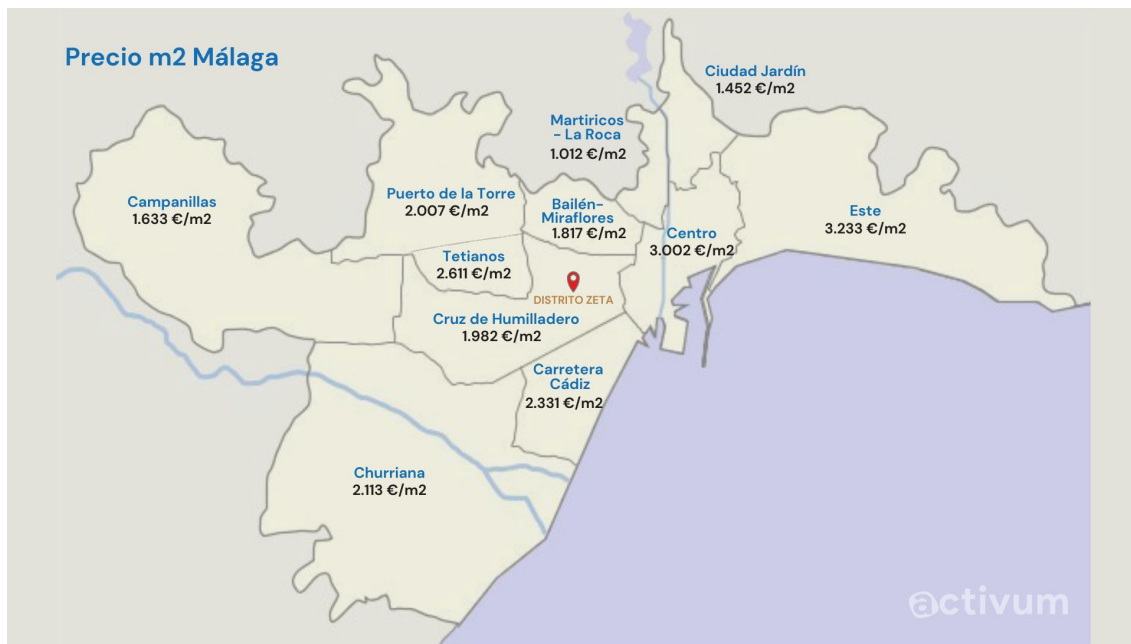 Precio m2 Málaga
Ciudad Jardín
1.452 €/m2
Martiricos
- La Roca
1.012 €/m2
Campanillas
1.633 €/m2
Puerto de la Torre
2.007 €/m2
Bailén-
Miraflores
1.817 €/m2
Este
3.233 €/m2
Centro
3.002 €/m2
Tetianos
2.611 €/m2
DISTRITO ZETA
Cruz de Humilladero
1.982 €/m2
Carretera
Cádiz
2.331 €/m2
Churriana
2.113 €/m2
activum